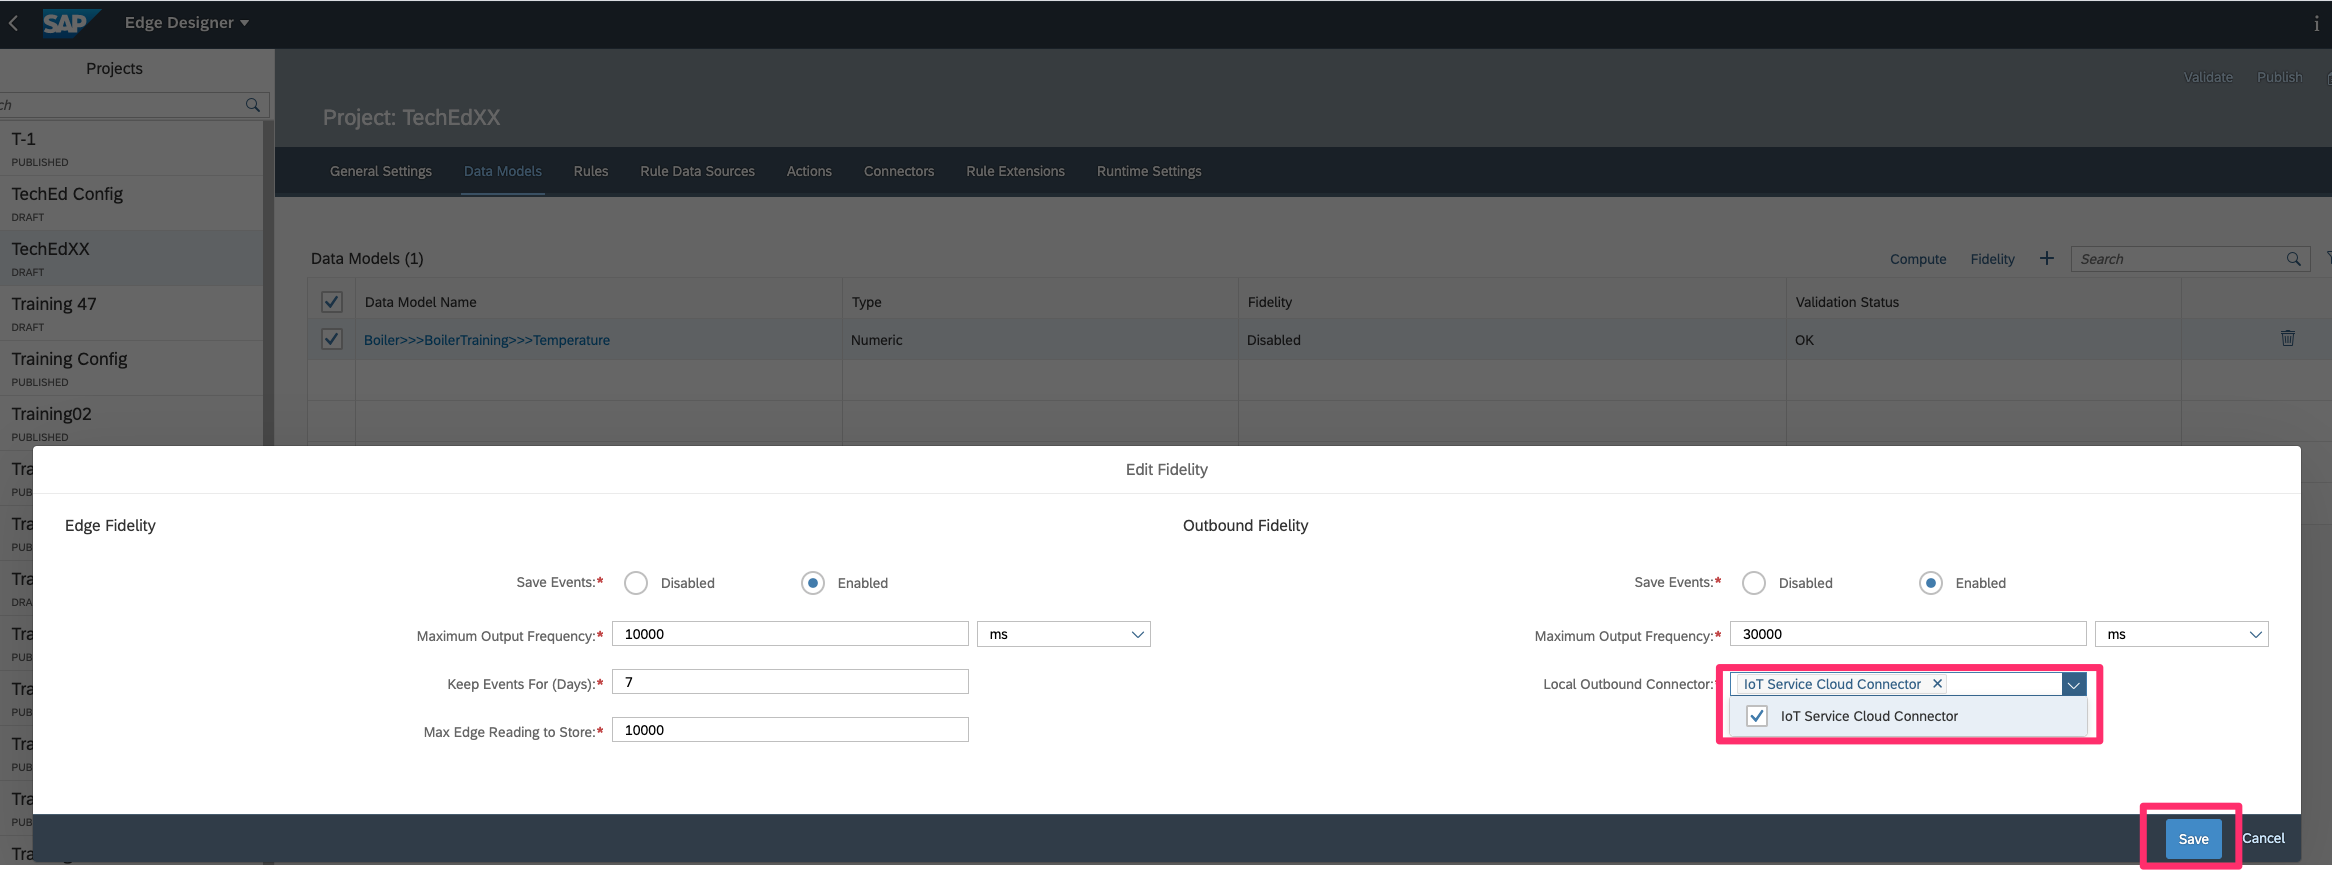 SAP Edge Designer i
Projects
Validate Publish
ch
Project: TechEdXX
T-1
PUBLISHED
TechEd Config
DRAFT
TechEdXX
DRAFT
Training 47
DRAFT
Training Config
PUBLISHED
Training02
PUBLISHED
General Settings Data Models Rules Rule Data Sources Actions Connectors Rule Extensions Runtime Settings
Data Models (1) Compute Fidelity Search
Data Model Name Type Fidelity Validation Status
Boiler>>>BoilerTraining>>>Temperature Numeric Disabled OK
Tra
PUB
Tra
PUB
Tra
DRA
Tra
PUB
Tra
PUB
Tra
PUB
Tra
PUB
Tra
Edit Fidelity
Edge Fidelity
Save Events:* Disabled Enabled
Maximum Output Frequency:* 10000 ms
Keep Events For (Days):* 7
Max Edge Reading to Store:* 10000
Outbound Fidelity
Save Events:* Disabled Enabled
Maximum Output Frequency:* 30000 ms
Local Outbound Connector: IoT Service Cloud Connector
IoT Service Cloud Connector
Save Cancel